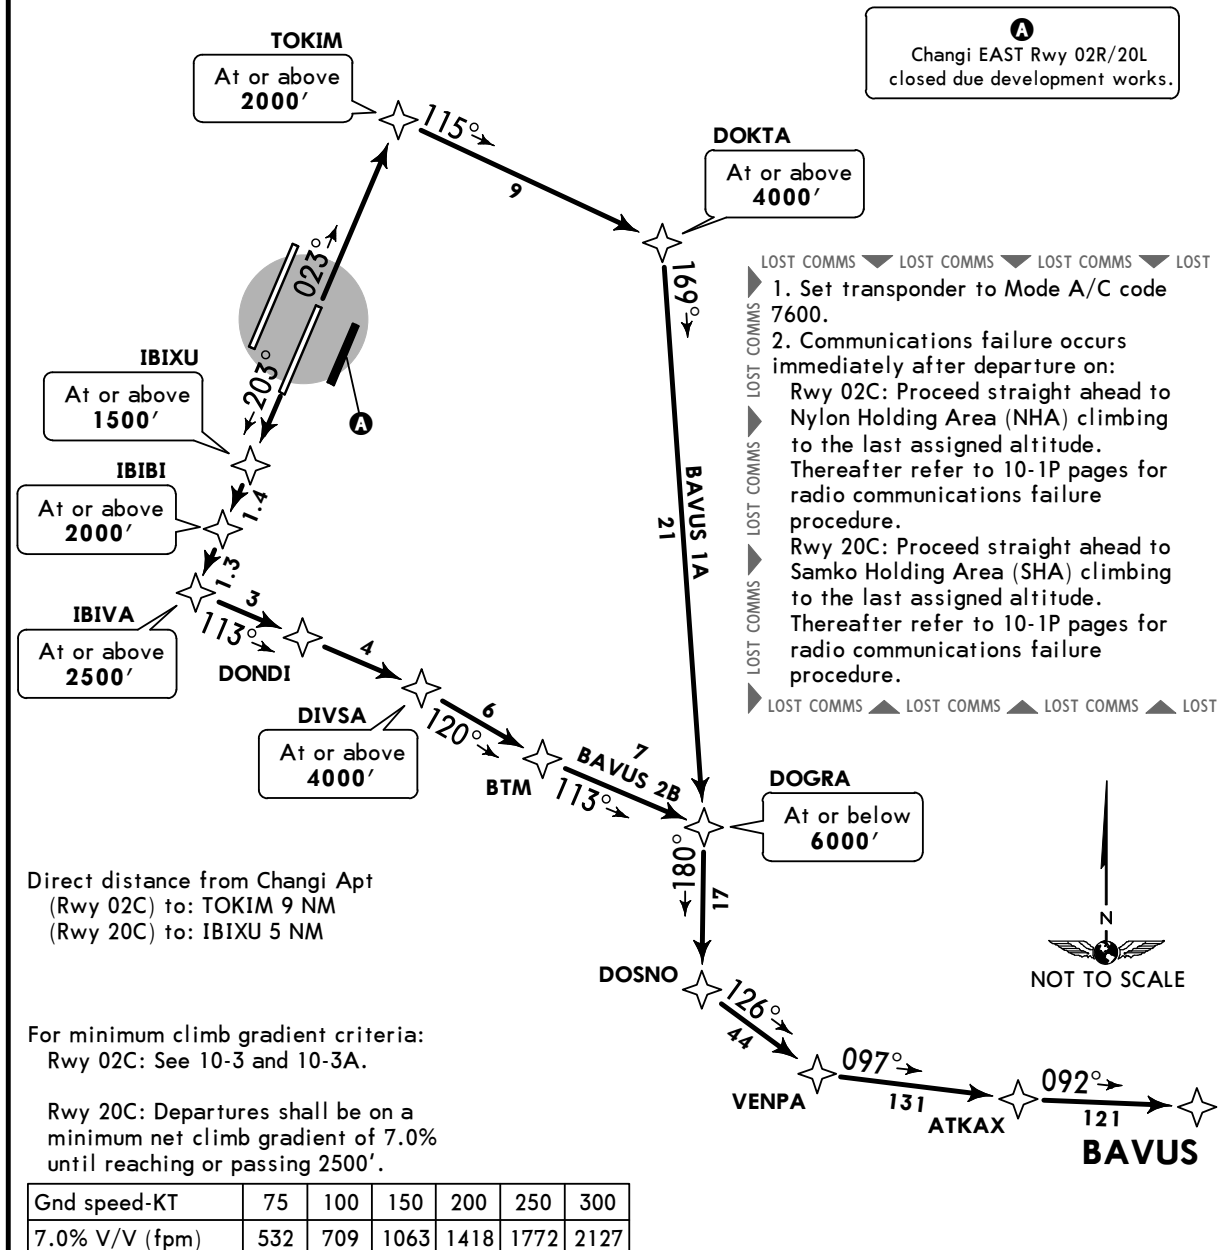 A
Changi EAST Rwy 02R/20L
closed due development works.
TOKIM
At or above
2000'
115°
9
DOKTA
At or above
4000'
023°
169°
LOST COMMS LOST COMMS LOST COMMS LOST
LOST COMMS
LOST COMMS
LOST COMMS
LOST COMMS
1. Set transponder to Mode A/C code
7600.
2. Communications failure occurs
immediately after departure on:
Rwy 02C: Proceed straight ahead to
Nylon Holding Area (NHA) climbing
to the last assigned altitude.
Thereafter refer to 10-1P pages for
radio communications failure
procedure.
Rwy 20C: Proceed straight ahead to
Samko Holding Area (SHA) climbing
to the last assigned altitude.
Thereafter refer to 10-1P pages for
radio communications failure
procedure.
LOST COMMS LOST COMMS LOST COMMS LOST
203°
A
IBIXU
At or above
1500'
1.4
IBIBI
At or above
2000'
1.3
IBIVA
At or above
2500'
3
113°
DONDI
4
DIVSA
At or above
4000'
6
120°
BTM
7
BAVUS 2B
113°
21
BAVUS 1A
DOGRA
At or below
6000'
180°
17
DOSNO
126°
44
VENPA
097°
131
ATKAX
092°
121
BAVUS
N
NOT TO SCALE
Direct distance from Changi Apt
(Rwy 02C) to: TOKIM 9 NM
(Rwy 20C) to: IBIXU 5 NM
For minimum climb gradient criteria:
Rwy 02C: See 10-3 and 10-3A.
Rwy 20C: Departures shall be on a
minimum net climb gradient of 7.0%
until reaching or passing 2500'.
Gnd speed-KT 75 100 150 200 250 300
7.0% V/V (fpm) 532 709 1063 1418 1772 2127